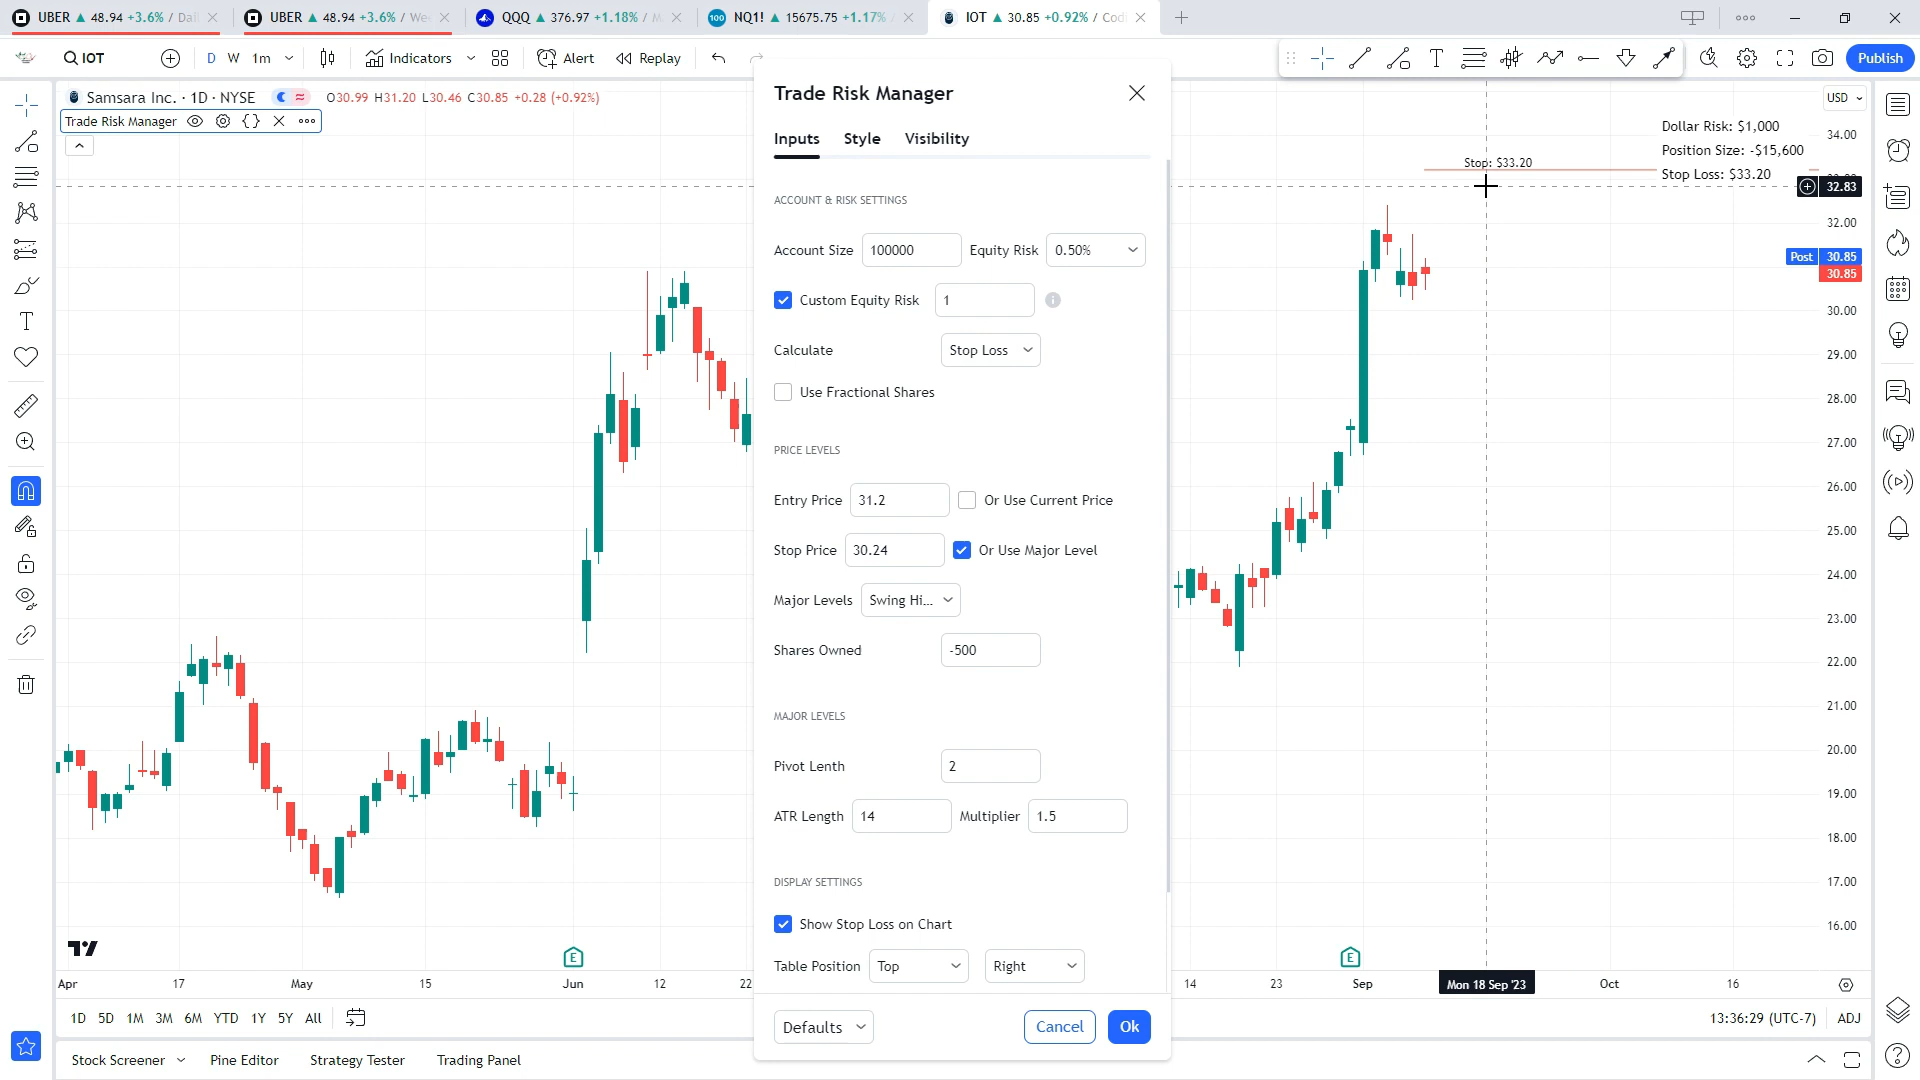 UBER ▲ 48.94 +3.6% / Dai
UBER ▲ 48.94 +3.6% / We
QQQ ▲ 376.97 +1.18% /
100 NQ1! ▲ 15675.75 +1.17%
IOT ▲ 30.85 +0.92% / Codi
IOT
D W 1m
Indicators
Alert
Replay
Publish
Samsara Inc. · 1D · NYSE
O30.99 H31.20 L30.46 C30.85 +0.28 (+0.92%)
Trade Risk Manager
USD
Dollar Risk: $1,000
Position Size: -$15,600
Stop Loss: $33.20
Stop: $33.20
34.00
32.83
32.00
Post 30.85
30.85
30.00
29.00
28.00
27.00
26.00
25.00
24.00
23.00
22.00
21.00
20.00
19.00
18.00
17.00
16.00
Trade Risk Manager
Inputs Style Visibility
ACCOUNT & RISK SETTINGS
Account Size 100000 Equity Risk 0.50%
Custom Equity Risk 1
Calculate Stop Loss
Use Fractional Shares
PRICE LEVELS
Entry Price 31.2 Or Use Current Price
Stop Price 30.24 Or Use Major Level
Major Levels Swing Hi...
Shares Owned -500
MAJOR LEVELS
Pivot Lenth 2
ATR Length 14 Multiplier 1.5
DISPLAY SETTINGS
Show Stop Loss on Chart
Table Position Top Right
Defaults Cancel Ok
E
E
Apr 17 May 15 Jun 12 22 14 23 Sep Mon 18 Sep '23 Oct 16
1D 5D 1M 3M 6M YTD 1Y 5Y All
13:36:29 (UTC-7) ADJ
Stock Screener Pine Editor Strategy Tester Trading Panel